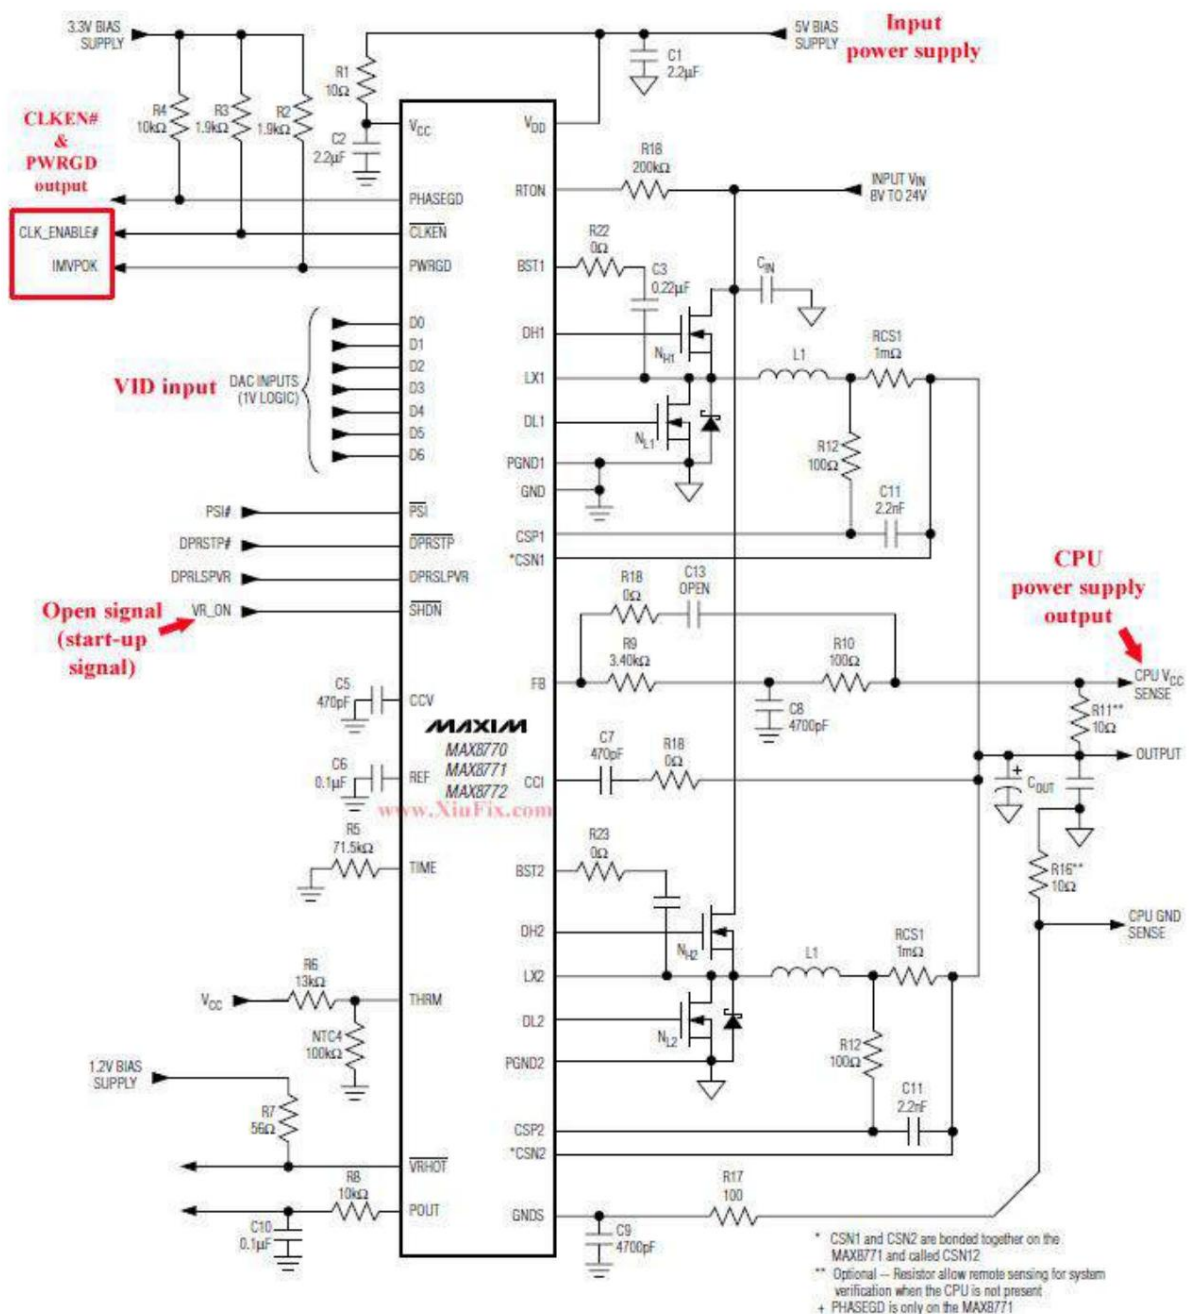 3.3V BIAS
SUPPLY
5V BIAS
SUPPLY
Input
power supply
R1
10Ω
C1
2.2µF
R4
10kΩ
R3
1.9kΩ
R2
1.9kΩ
C2
2.2µF
VCC
VDD
CLKEN#
&
PWRGD
output
R18
200kΩ
INPUT VIN
8V TO 24V
PHASEGD
RTON
CLK_ENABLE#
CLKEN
IMVPOK
PWRGD
R22
0Ω
BST1
C3
0.22µF
CIN
D0
D1
D2
D3
D4
D5
D6
VID input
DAC INPUTS
(1V LOGIC)
DH1
NH1
LX1
L1
RCS1
1mΩ
DL1
NL1
R12
100Ω
PGND1
GND
C11
2.2nF
CSP1
*CSN1
PSI#
PSI
DPRSTP#
DPRSTP
DPRLSPVR
DPRSLPVR
VR_ON
SHDN
Open signal
(start-up
signal)
CPU
power supply
output
R18
0Ω
C13
OPEN
R9
3.40kΩ
R10
100Ω
FB
CPU VCC
SENSE
C8
4700pF
R11**
10Ω
C5
470pF
CCV
MAXIM
MAX8770
MAX8771
MAX8772
C7
470pF
R18
0Ω
OUTPUT
C6
0.1µF
REF
CCI
COUT
www.XiuFix.com
R5
71.5kΩ
TIME
R23
0Ω
BST2
R16**
10Ω
DH2
NH2
CPU GND
SENSE
LX2
L1
RCS1
1mΩ
R6
13kΩ
VCC
THRM
DL2
NL2
NTC4
100kΩ
R12
100Ω
PGND2
1.2V BIAS
SUPPLY
R7
56Ω
C11
2.2nF
CSP2
*CSN2
VRHOT
R8
10kΩ
POUT
R17
100
GNDS
C10
0.1µF
C9
4700pF
* CSN1 and CSN2 are bonded together on the
MAX8771 and called CSN12
** Optional — Resistor allow remote sensing for system
verification when the CPU is not present
+ PHASEGD is only on the MAX8771